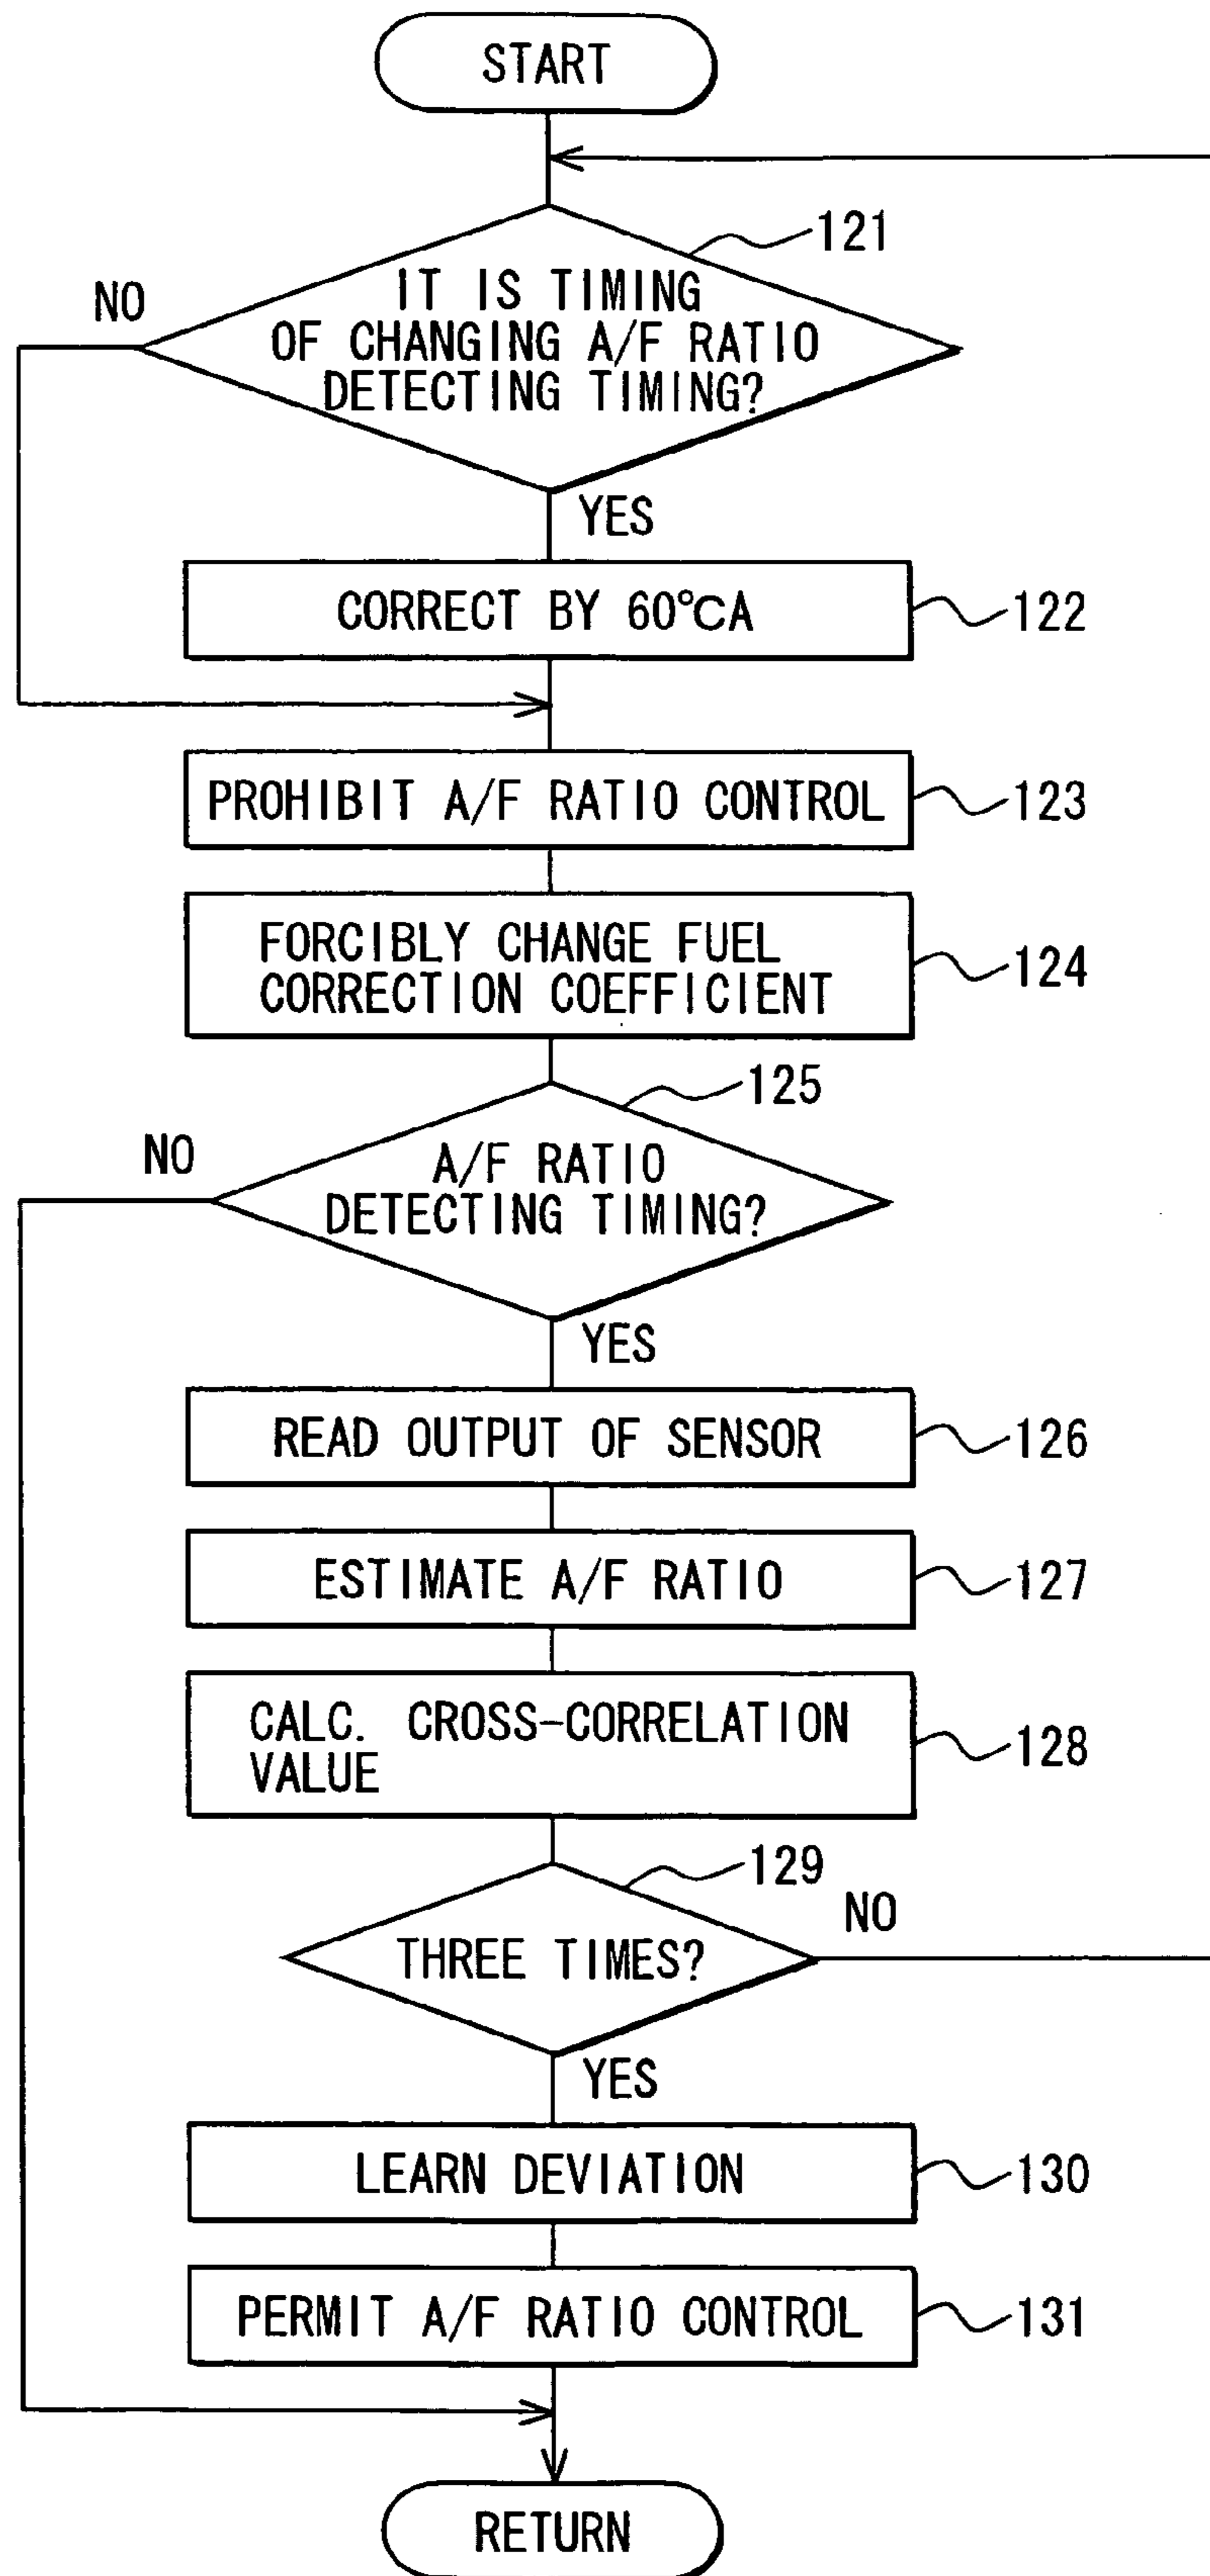 START
121
NO
IT IS TIMING
OF CHANGING A/F RATIO
DETECTING TIMING?
YES
CORRECT BY 60°CA
122
PROHIBIT A/F RATIO CONTROL
123
FORCIBLY CHANGE FUEL
CORRECTION COEFFICIENT
124
125
NO
A/F RATIO
DETECTING TIMING?
YES
READ OUTPUT OF SENSOR
126
ESTIMATE A/F RATIO
127
CALC. CROSS-CORRELATION
VALUE
128
129
NO
THREE TIMES?
YES
LEARN DEVIATION
130
PERMIT A/F RATIO CONTROL
131
RETURN